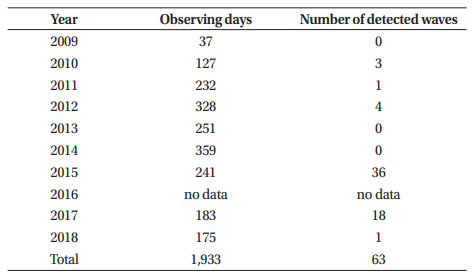 Year Observing days Number of detected waves
2009 37 0
2010 127 3
2011 232 1
2012 328 4
2013 251 0
2014 359 0
2015 241 36
2016 no data no data
2017 183 18
2018 175 1
Total 1,933 63